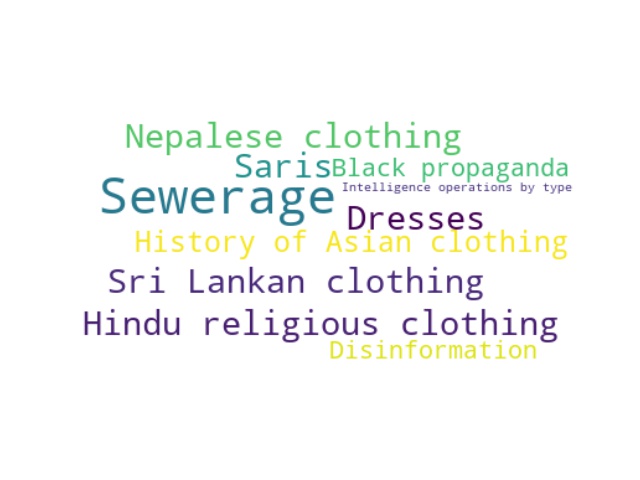 Nepalese clothing
Saris
Black propaganda
Intelligence operations by type
Sewerage
Dresses
History of Asian clothing
Sri Lankan clothing
Hindu religious clothing
Disinformation